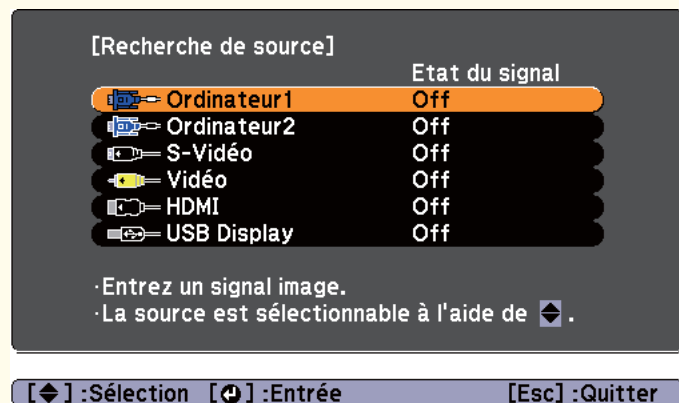 [Recherche de source]
Etat du signal
Ordinateur1 Off
Ordinateur2 Off
S-Vidéo Off
Vidéo Off
HDMI Off
USB Display Off
·Entrez un signal image.
·La source est sélectionnable à l'aide de .
[] :Sélection [] :Entrée [Esc] :Quitter